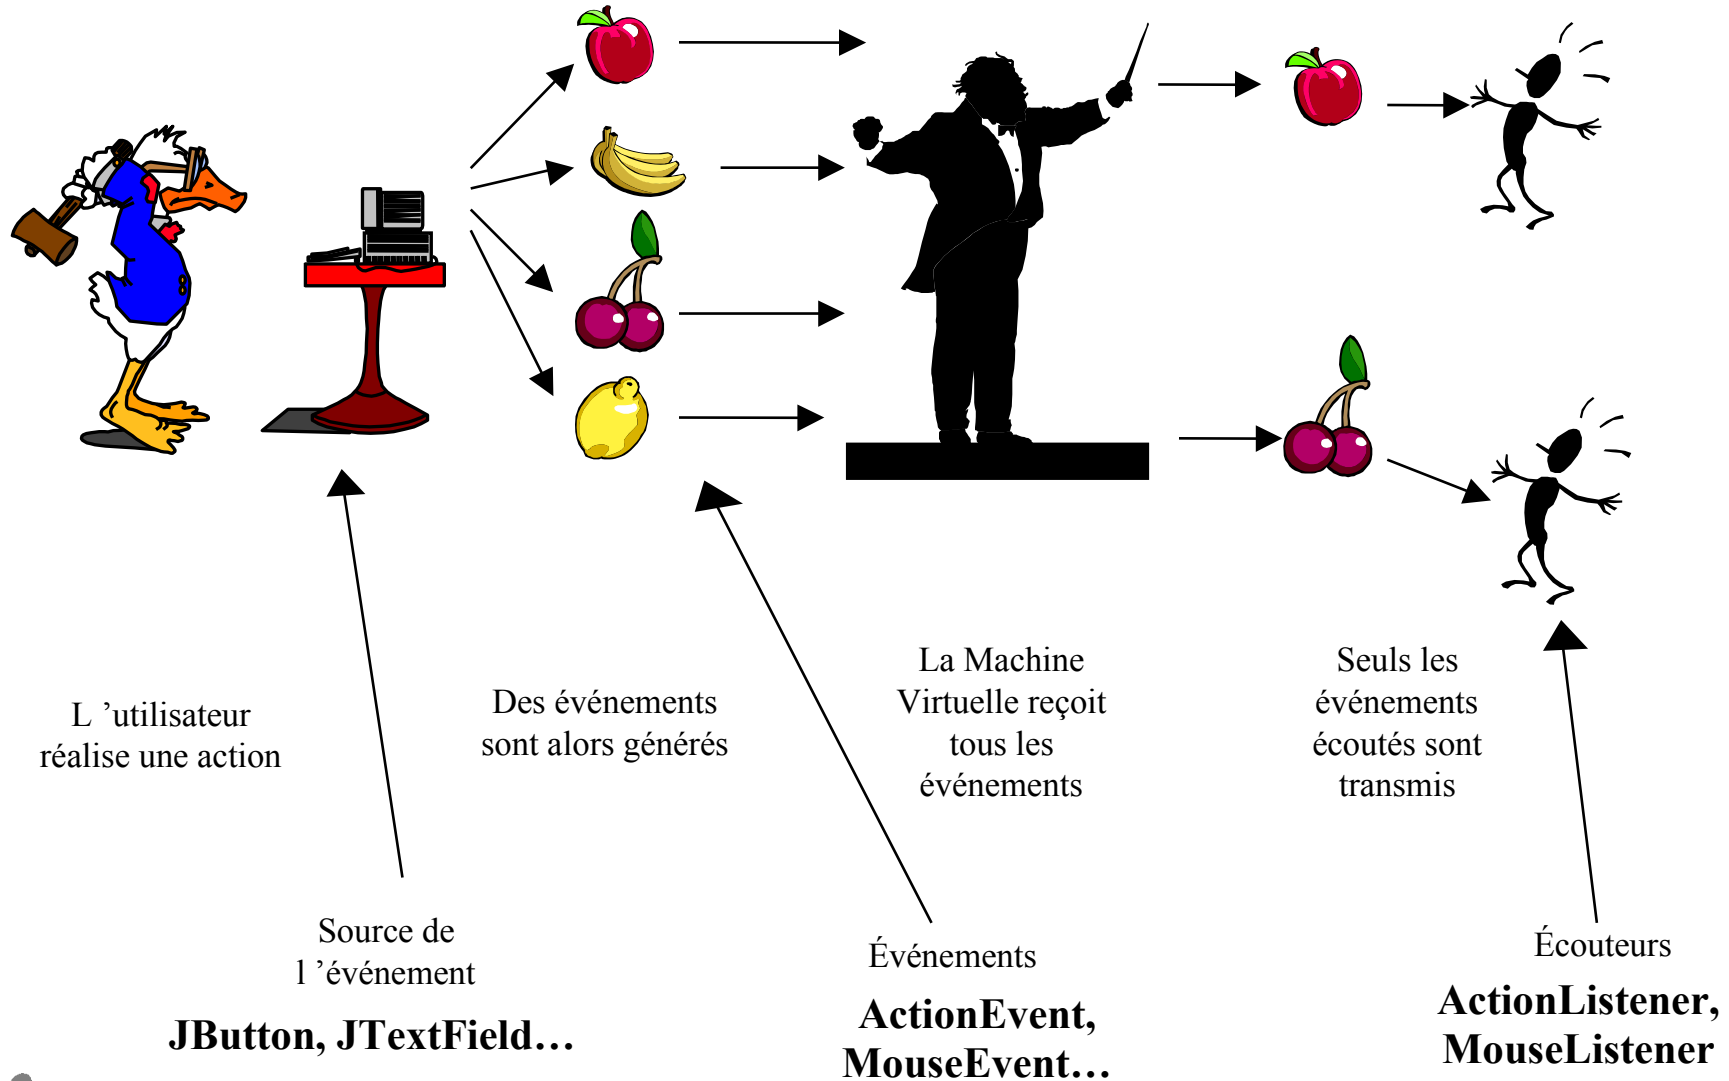 L ’utilisateur
réalise une action
Des événements
sont alors générés
La Machine
Virtuelle reçoit
tous les
événements
Seuls les
événements
écoutés sont
transmis
Source de
l ’événement
JButton, JTextField…
Événements
ActionEvent,
MouseEvent…
Écouteurs
ActionListener,
MouseListener